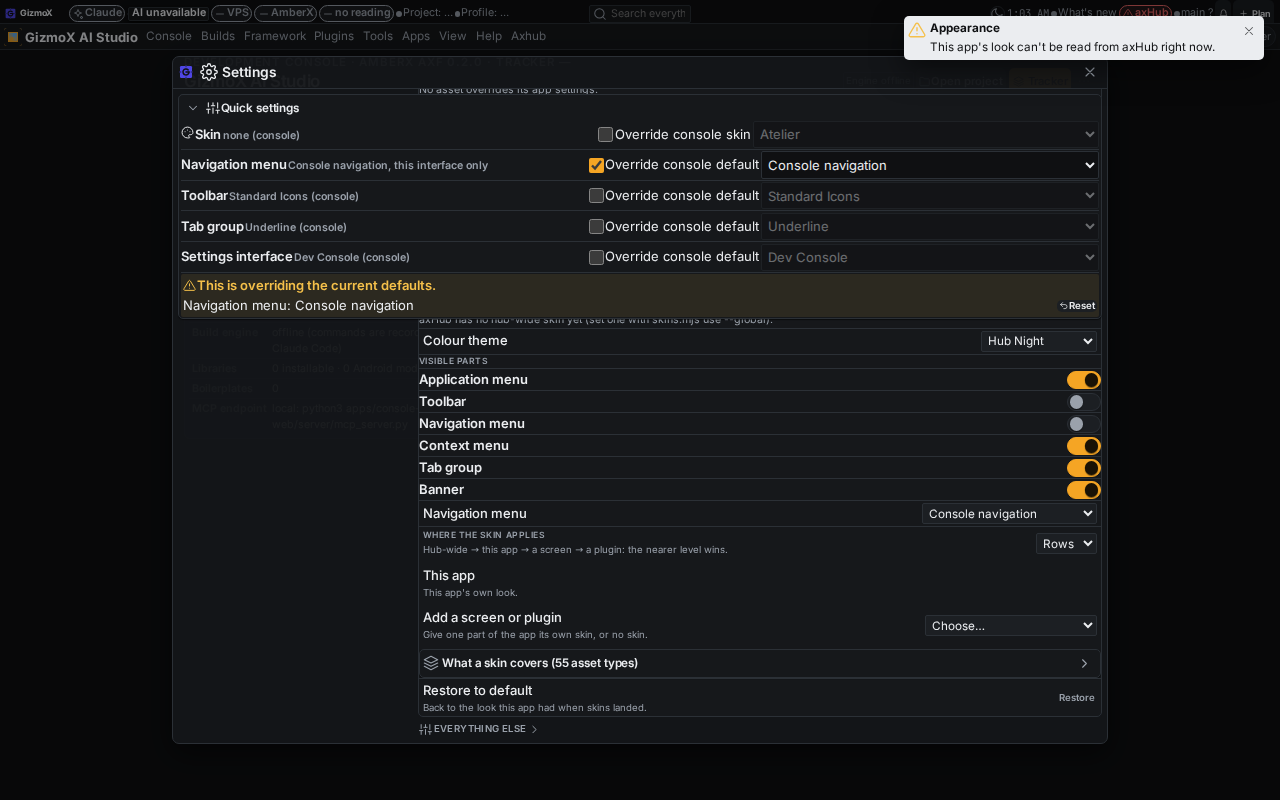 GizmoX Claude AI unavailable VPS AmberX no reading Project: ... Profile: ... Search everyth 1:03 AM What's new axHub main ? Plan
GizmoX AI Studio Console Builds Framework Plugins Tools Apps View Help Axhub
Appearance
This app's look can't be read from axHub right now.
Settings
No asset overrides its app settings.
Quick settings
Skin none (console) Override console skin Atelier
Navigation menu Console navigation, this interface only Override console default Console navigation
Toolbar Standard Icons (console) Override console default Standard Icons
Tab group Underline (console) Override console default Underline
Settings interface Dev Console (console) Override console default Dev Console
This is overriding the current defaults.
Navigation menu: Console navigation Reset
axHub has no hub-wide skin yet (set one with skins.mjs use --global).
Colour theme Hub Night
VISIBLE PARTS
Application menu
Toolbar
Navigation menu
Context menu
Tab group
Banner
Navigation menu Console navigation
WHERE THE SKIN APPLIES
Hub-wide → this app → a screen → a plugin: the nearer level wins. Rows
This app
This app's own look.
Add a screen or plugin
Give one part of the app its own skin, or no skin. Choose...
What a skin covers (55 asset types)
Restore to default
Back to the look this app had when skins landed. Restore
EVERYTHING ELSE